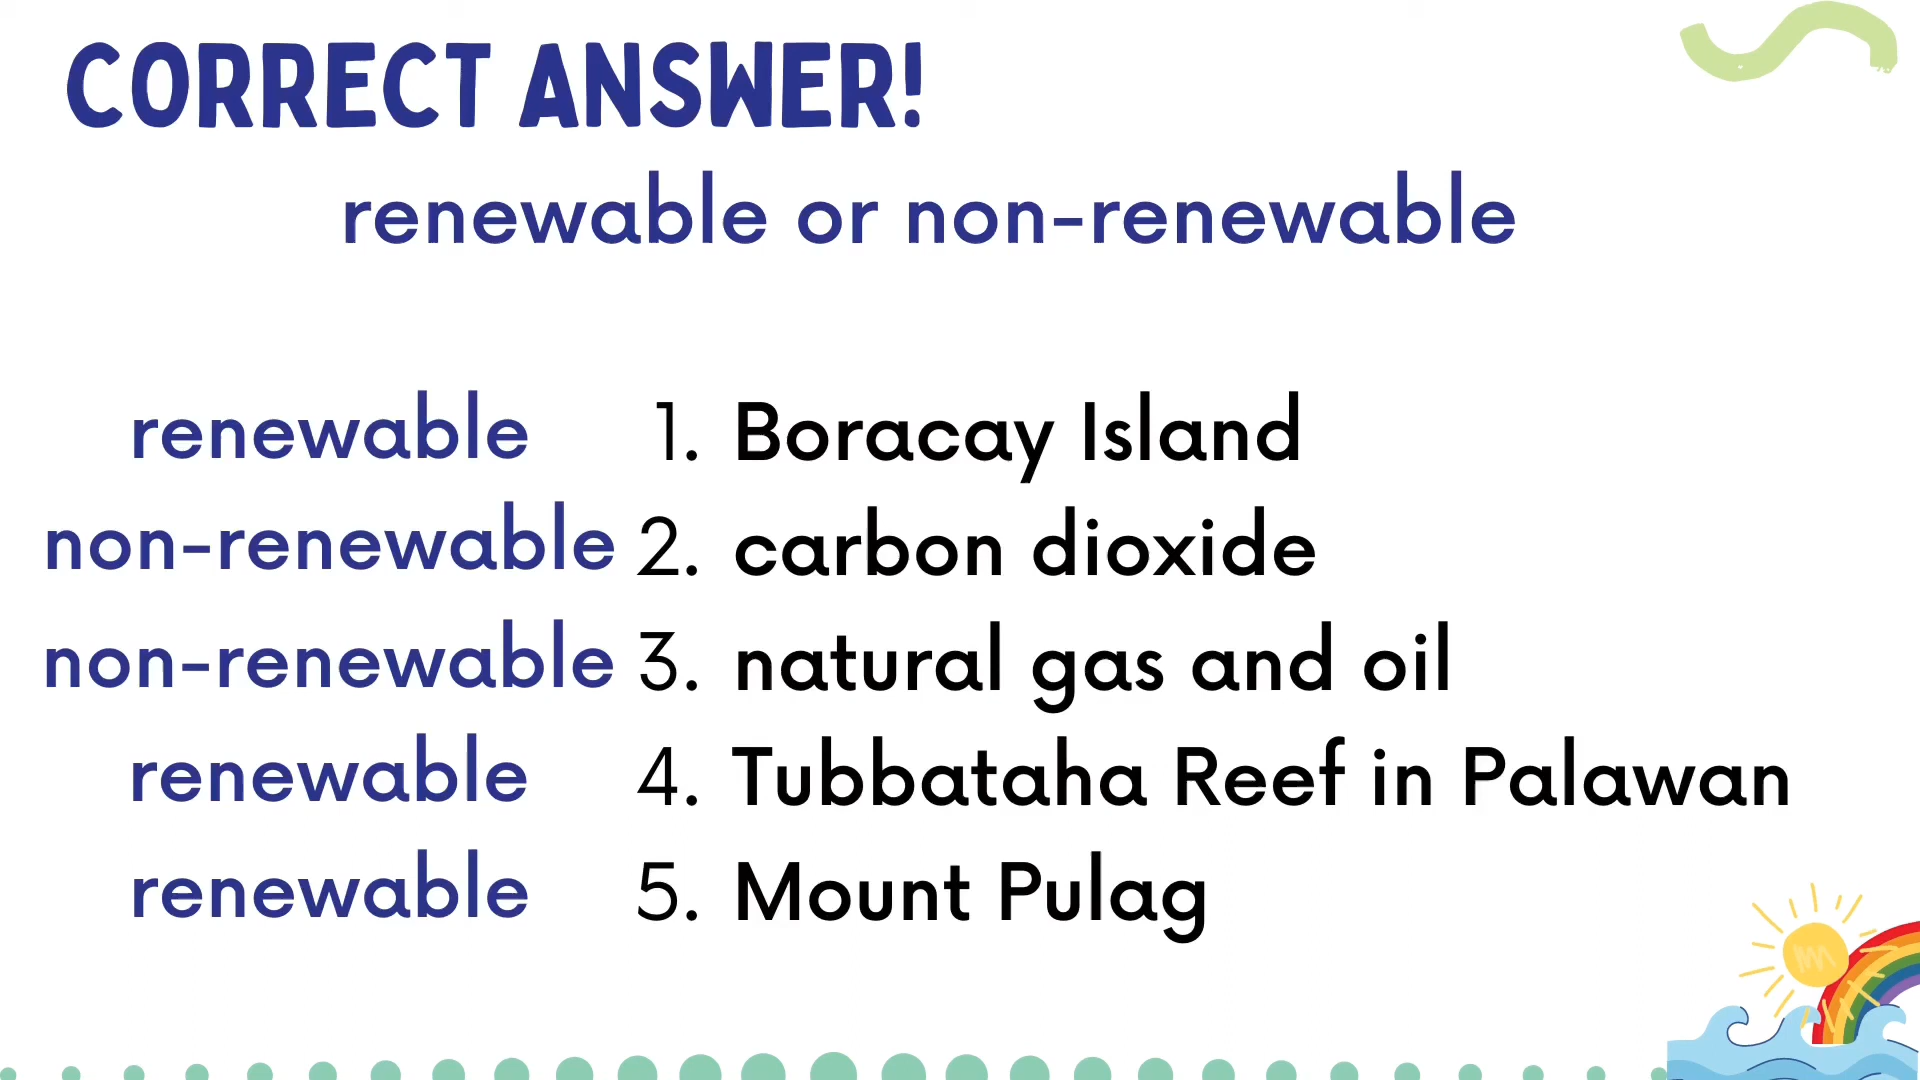 CORRECT ANSWER!
renewable or non-renewable
renewable 1. Boracay Island
non-renewable 2. carbon dioxide
non-renewable 3. natural gas and oil
renewable 4. Tubbataha Reef in Palawan
renewable 5. Mount Pulag